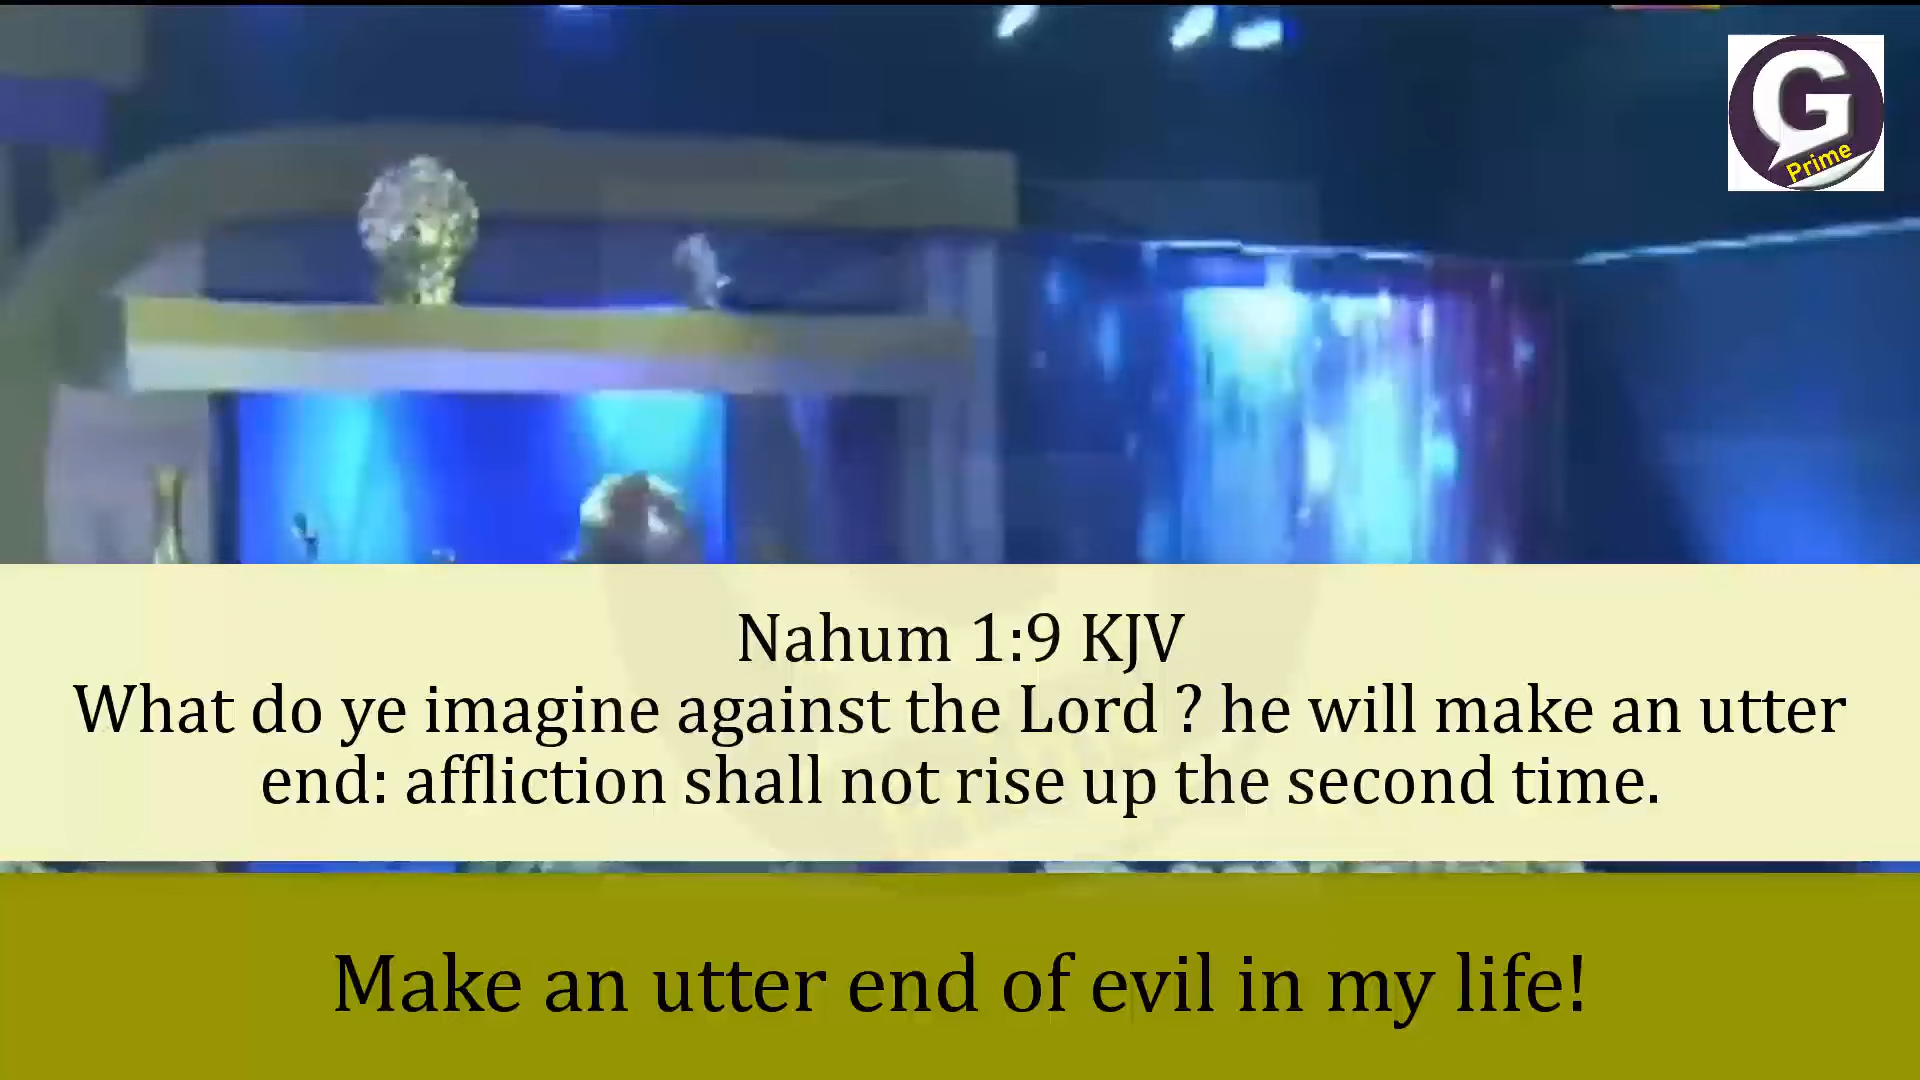 G
Prime
Nahum 1:9 KJV
What do ye imagine against the Lord ? he will make an utter
end: affliction shall not rise up the second time.
Make an utter end of evil in my life!